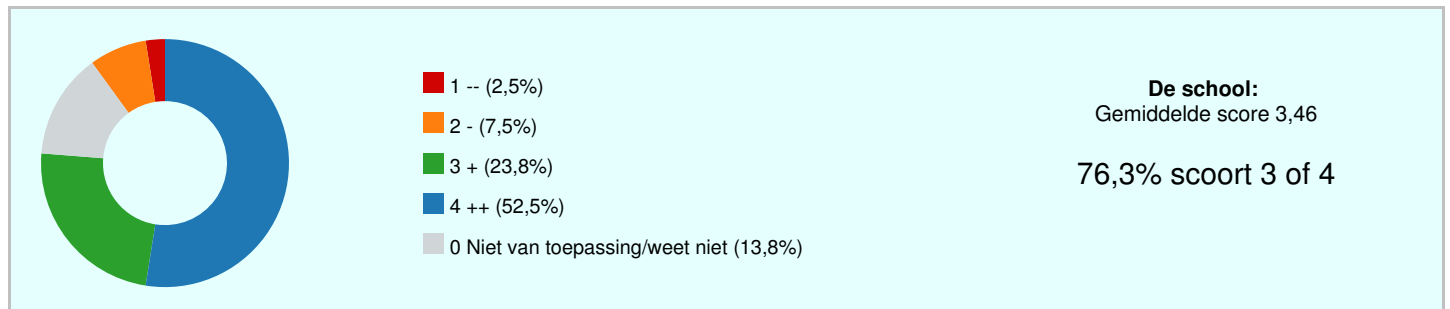 1 -- (2,5%)
2 - (7,5%)
3 + (23,8%)
4 ++ (52,5%)
0 Niet van toepassing/weet niet (13,8%)
De school:
Gemiddelde score 3,46
76,3% scoort 3 of 4